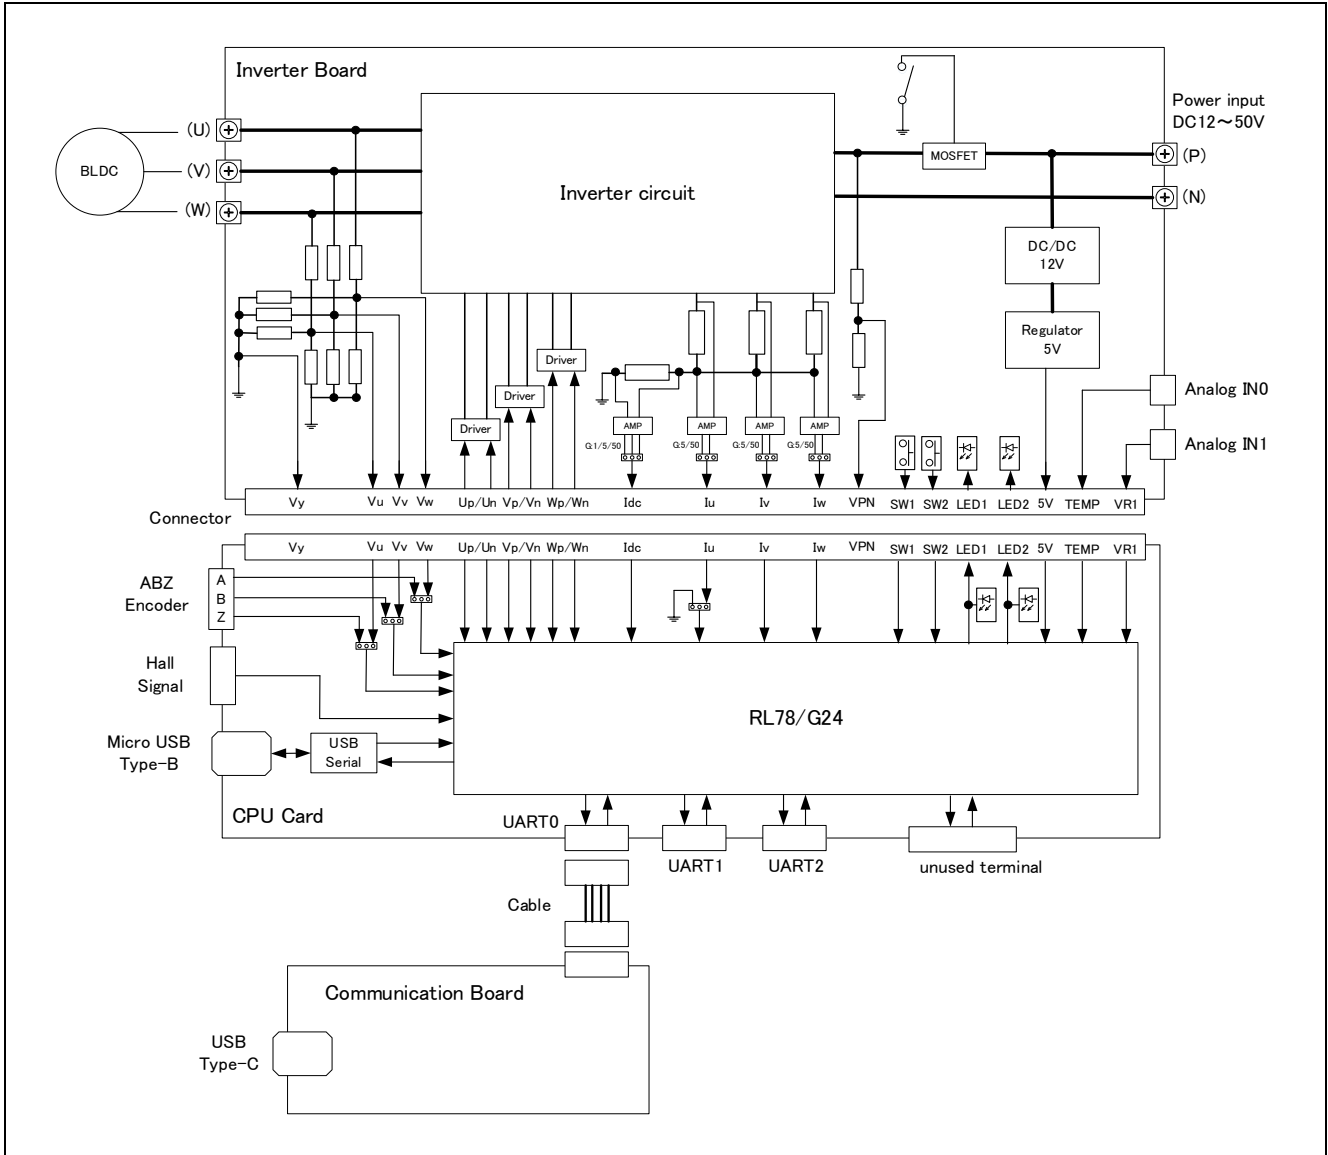 Inverter Board
Power input
DC12～50V
(U)
(V)
(W)
BLDC
Inverter circuit
MOSFET
(P)
(N)
DC/DC
12V
Regulator
5V
Driver
Driver
Driver
AMP
AMP
AMP
AMP
G:1/5/50
G:5/50
G:5/50
G:5/50
Analog IN0
Analog IN1
Vy Vu Vv Vw Up/Un Vp/Vn Wp/Wn Idc Iu Iv Iw VPN SW1 SW2 LED1 LED2 5V TEMP VR1
Connector
Vy Vu Vv Vw Up/Un Vp/Vn Wp/Wn Idc Iu Iv Iw VPN SW1 SW2 LED1 LED2 5V TEMP VR1
ABZ
Encoder
A
B
Z
Hall
Signal
RL78/G24
Micro USB
Type-B
USB
Serial
CPU Card
UART0
UART1
UART2
unused terminal
Cable
Communication Board
USB
Type-C